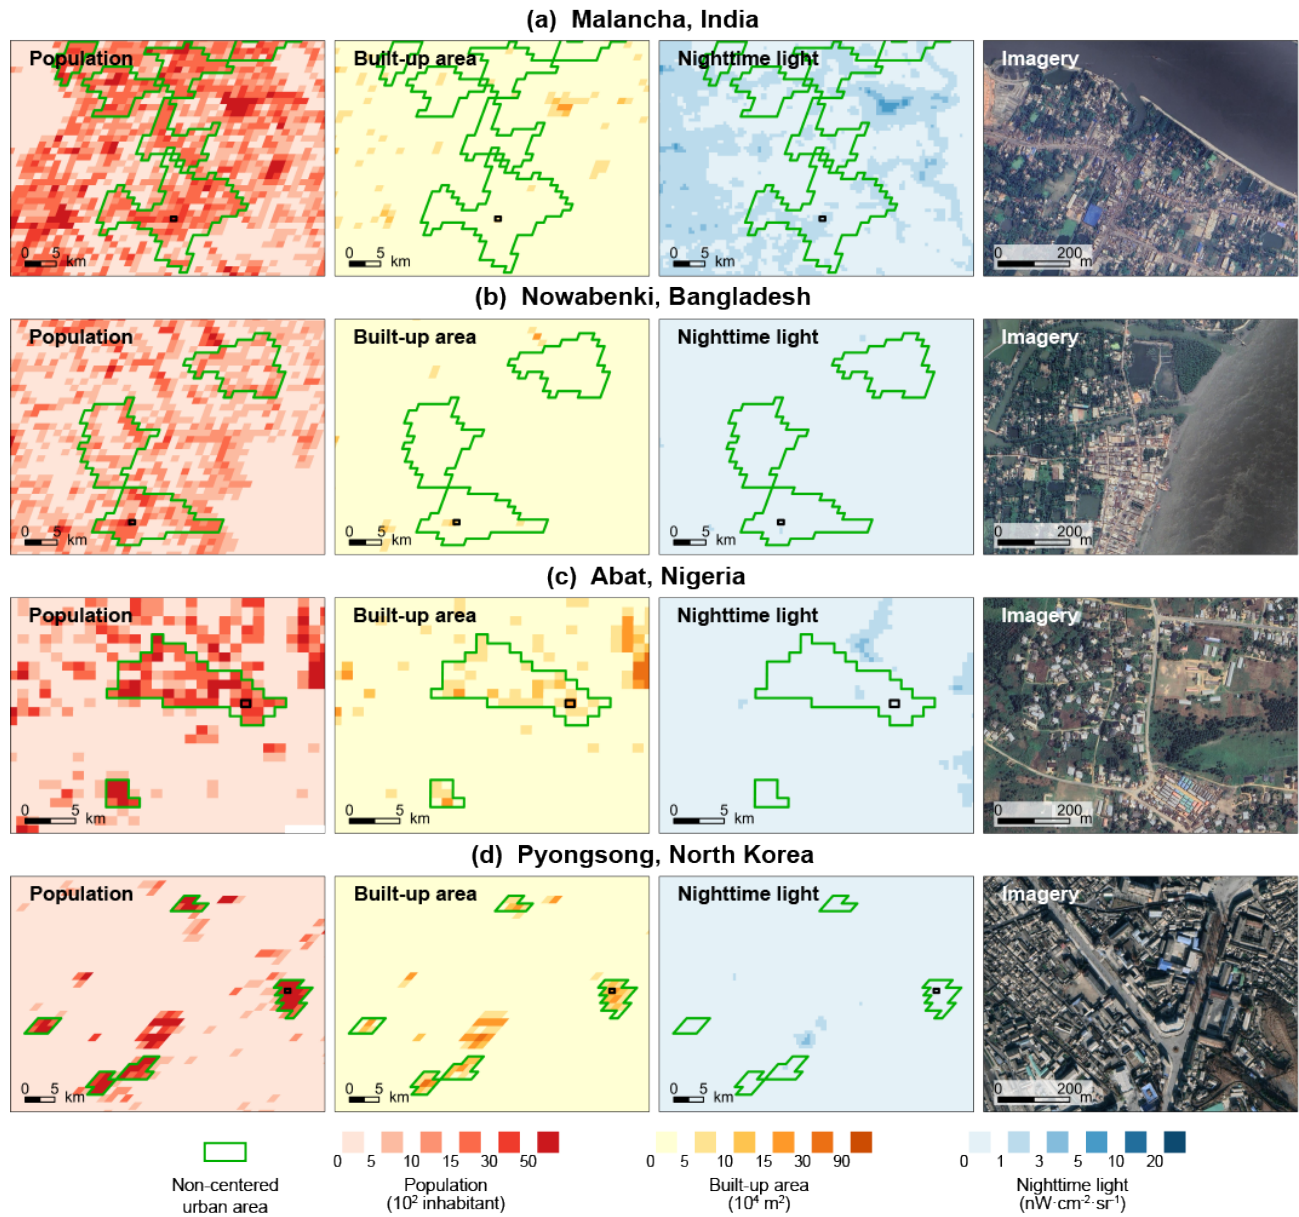 (a) Malancha, India
Population
Built-up area
Nighttime light
Imagery
0 5 km
0 5 km
0 5 km
0 200 m
(b) Nowabenki, Bangladesh
Population
Built-up area
Nighttime light
Imagery
0 5 km
0 5 km
0 5 km
0 200 m
(c) Abat, Nigeria
Population
Built-up area
Nighttime light
Imagery
0 5 km
0 5 km
0 5 km
0 200 m
(d) Pyongsong, North Korea
Population
Built-up area
Nighttime light
Imagery
0 5 km
0 5 km
0 5 km
0 200 m
0 5 10 15 30 50
0 5 10 15 30 90
0 1 3 5 10 20
Non-centered
urban area
Population
(10² inhabitant)
Built-up area
(10⁴ m²)
Nighttime light
(nW·cm⁻²·sr⁻¹)